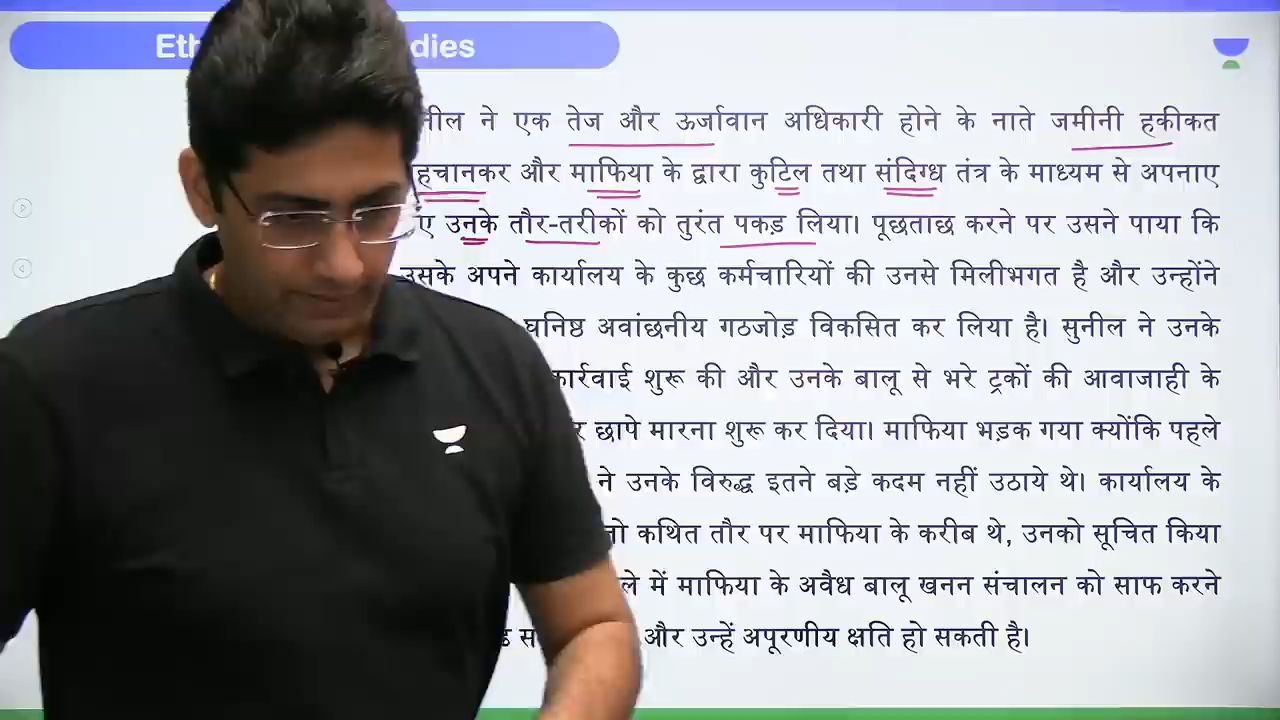 Eth dies
नील ने एक तेज और ऊर्जावान अधिकारी होने के नाते जमीनी हकीकत
हचानकर और माफिया के द्वारा कुटिल तथा संदिग्ध तंत्र के माध्यम से अपनाए
ए उनके तौर-तरीकों को तुरंत पकड़ लिया। पूछताछ करने पर उसने पाया कि
उसके अपने कार्यालय के कुछ कर्मचारियों की उनसे मिलीभगत है और उन्होंने
घनिष्ठ अवांछनीय गठजोड़ विकसित कर लिया है। सुनील ने उनके
कार्रवाई शुरू की और उनके बालू से भरे ट्रकों की आवाजाही के
र छापे मारना शुरू कर दिया। माफिया भड़क गया क्योंकि पहले
ने उनके विरुद्ध इतने बड़े कदम नहीं उठाये थे। कार्यालय के
कथित तौर पर माफिया के करीब थे, उनको सूचित किया
ले में माफिया के अवैध बालू खनन संचालन को साफ करने
स और उन्हें अपूरणीय क्षति हो सकती है।